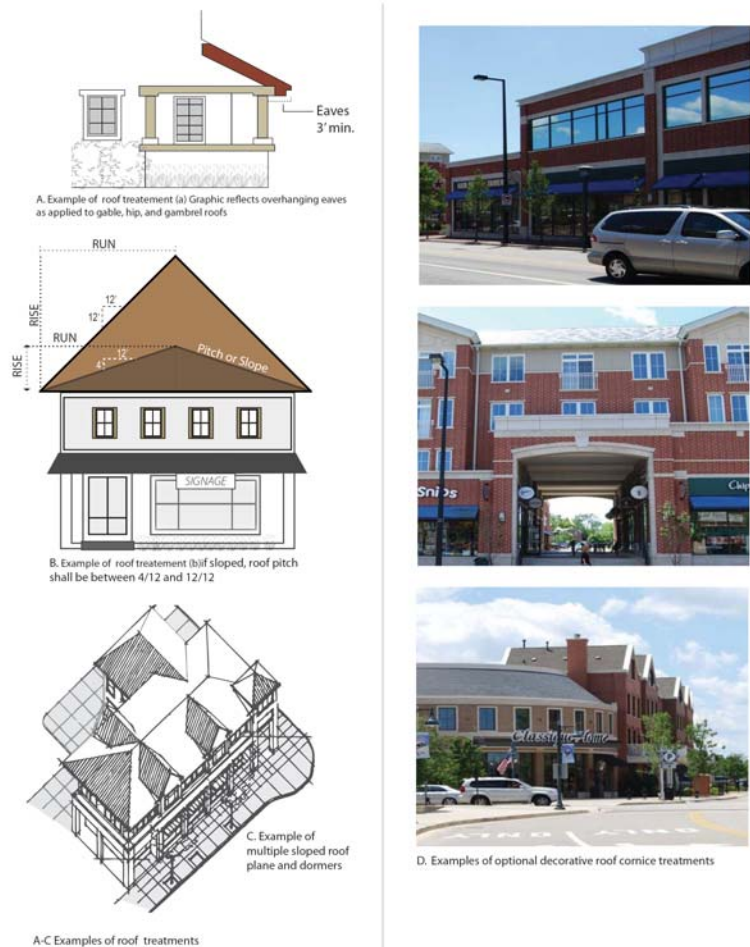 Eaves
3' min.
A. Example of roof treatement (a) Graphic reflects overhanging eaves
as applied to gable, hip, and gambrel roofs
RUN
RISE
12'
12'
RUN
RISE
12'
4'
Pitch or Slope
SIGNAGE
B. Example of roof treatement (b)if sloped, roof pitch
shall be between 4/12 and 12/12
C. Example of
multiple sloped roof
plane and dormers
A-C Examples of roof treatments
Snips
Classique Home
ONLY
ONLY
D. Examples of optional decorative roof cornice treatments